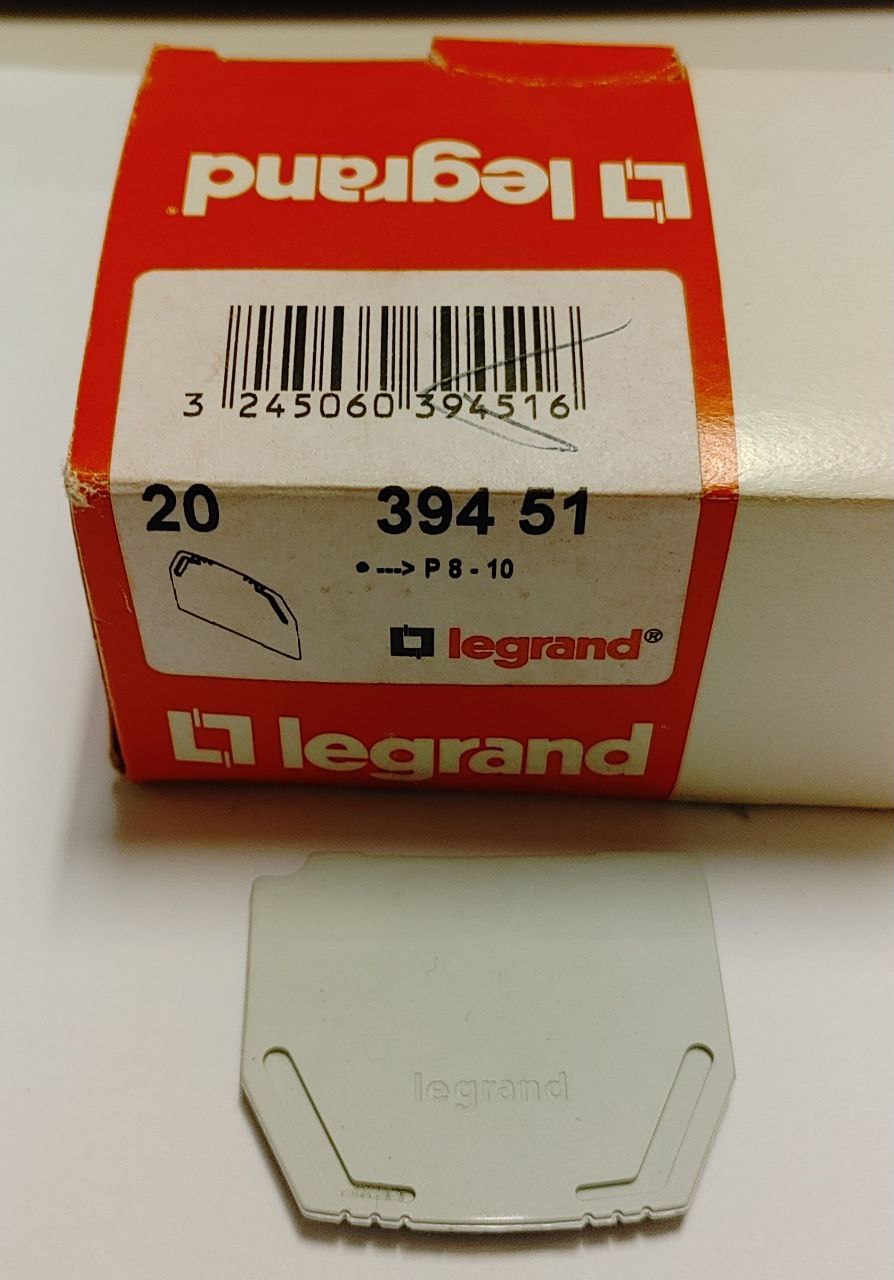 legrand®
3 245060 394516
20 394 51
•---> P 8 - 10
legrand®
legrand
legrand